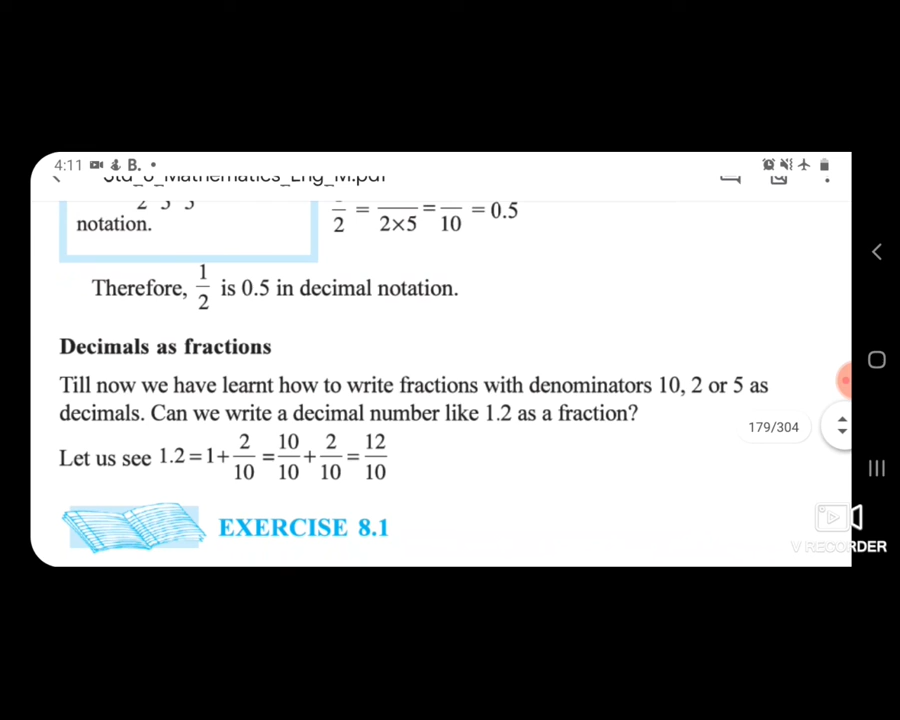 4:11 B.
notation.
2 = 2×5 = 10 = 0.5
Therefore, 1/2 is 0.5 in decimal notation.
Decimals as fractions
Till now we have learnt how to write fractions with denominators 10, 2 or 5 as
decimals. Can we write a decimal number like 1.2 as a fraction?
179/304
Let us see 1.2=1+2/10=10/10+2/10=12/10
EXERCISE 8.1
V RECORDER